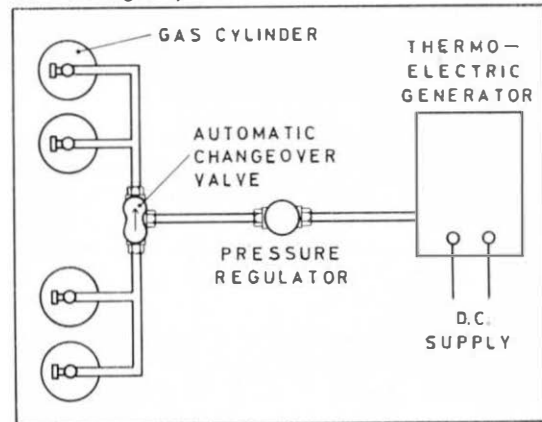 GAS CYLINDER
THERMO-
ELECTRIC
GENERATOR
AUTOMATIC
CHANGEOVER
VALVE
PRESSURE
REGULATOR
D.C.
SUPPLY